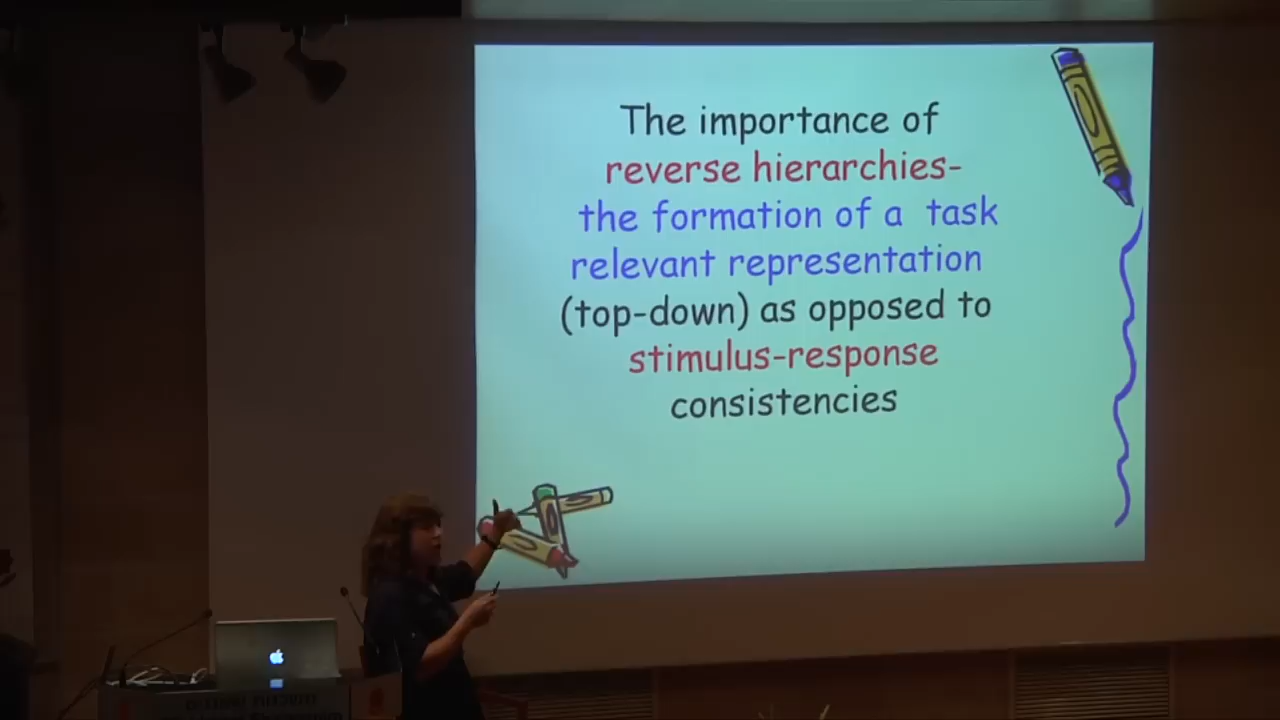 The importance of
reverse hierarchies-
the formation of a task
relevant representation
(top-down) as opposed to
stimulus-response
consistencies